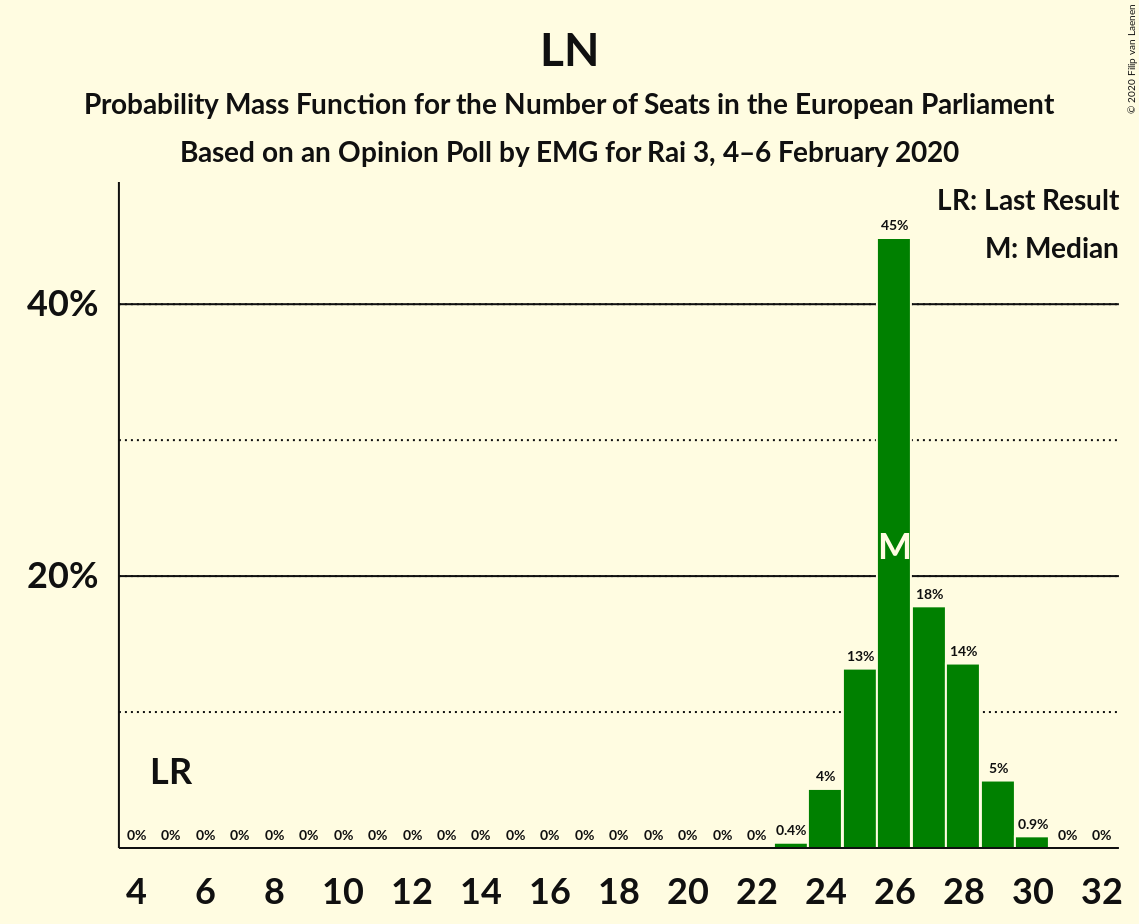 LN
Probability Mass Function for the Number of Seats in the European Parliament
Based on an Opinion Poll by EMG for Rai 3, 4–6 February 2020
© 2020 Filip van Laenen
LR: Last Result
M: Median
45%
40%
M
20%
18%
14%
13%
LR
5%
4%
0% 0% 0% 0% 0% 0% 0% 0% 0% 0% 0% 0% 0% 0% 0% 0% 0% 0% 0% 0.4% 0.9% 0% 0%
4 6 8 10 12 14 16 18 20 22 24 26 28 30 32